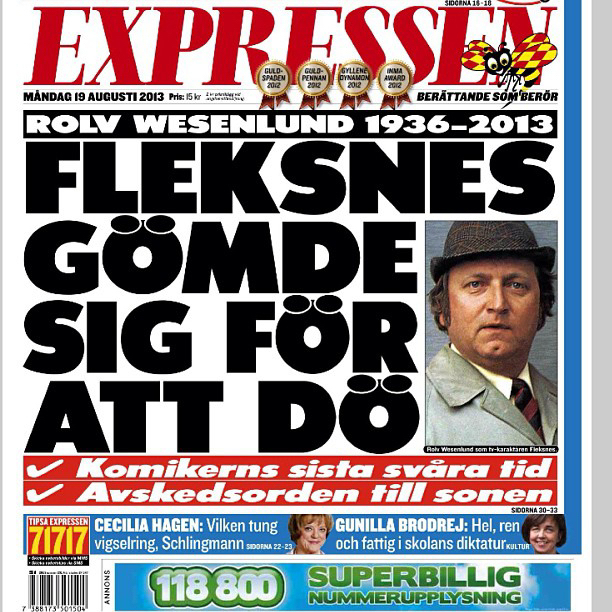 SIDORNA 16-18
EXPRESSEN
GULD-SPADEN 2012
GULD-PENNAN 2012
GYLLENE DYNAMON 2012
INMA AWARD 2012
MÅNDAG 19 AUGUSTI 2013 Pris: 15 kr
BERÄTTANDE SOM BERÖR
ROLV WESENLUND 1936–2013
FLEKSNES
GÖMDE
SIG FÖR
ATT DÖ
Rolv Wesenlund som tv-karaktären Fleksnes.
✓ Komikerns sista svåra tid
✓ Avskedsorden till sonen
SIDORNA 30–33
TIPSA EXPRESSEN
71717
CECILIA HAGEN: Vilken tung
vigselring, Schlingmann SIDORNA 22-23
GUNILLA BRODREJ: Hel, ren
och fattig i skolans diktatur KULTUR
ANNONS
118 800
SUPERBILLIG
NUMMERUPPLYSNING
7 388173 501504